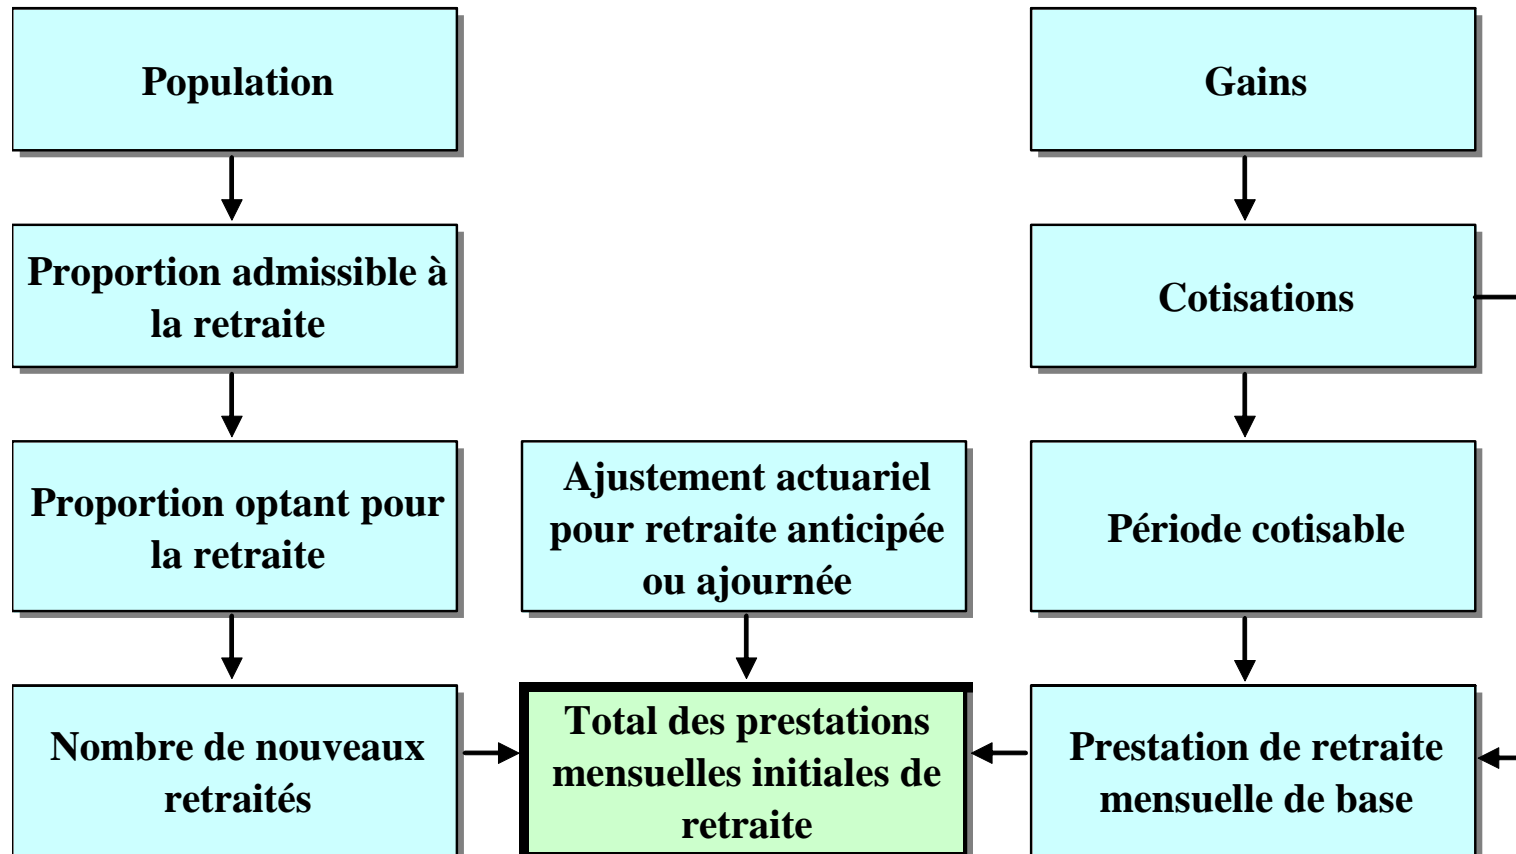 Population
Gains
Proportion admissible à
la retraite
Cotisations
Proportion optant pour
la retraite
Ajustement actuariel
pour retraite anticipée
ou ajournée
Période cotisable
Nombre de nouveaux
retraités
Total des prestations
mensuelles initiales de
retraite
Prestation de retraite
mensuelle de base